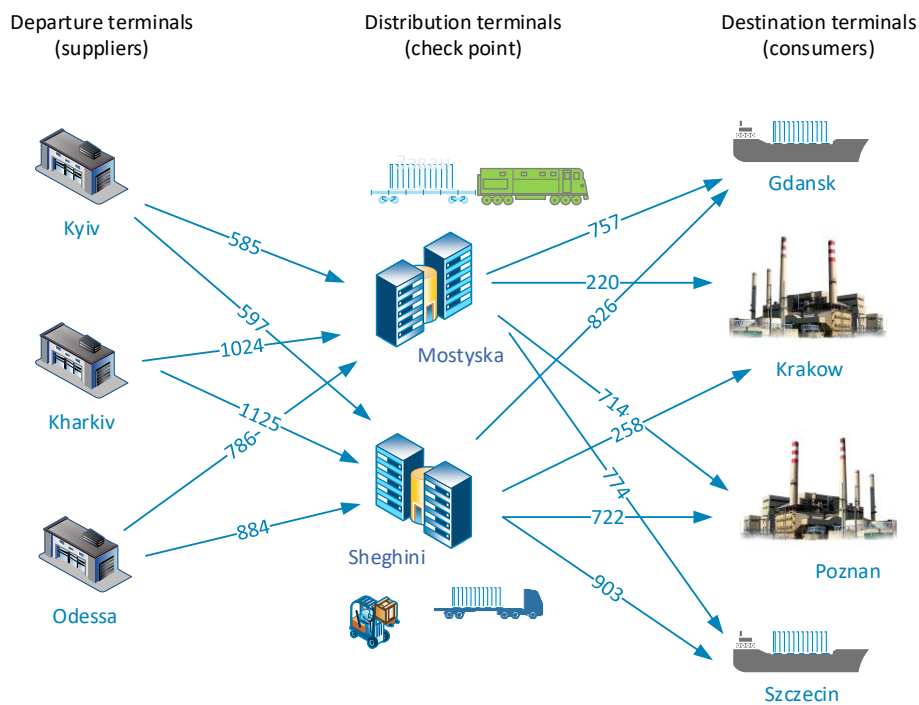 Departure terminals
(suppliers)
Distribution terminals
(check point)
Destination terminals
(consumers)
Gdansk
Kyiv
585
757
220
826
597
1024
Mostyska
Krakow
Kharkiv
1125
786
714
258
774
884
722
Sheghini
Poznan
903
Odessa
Szczecin